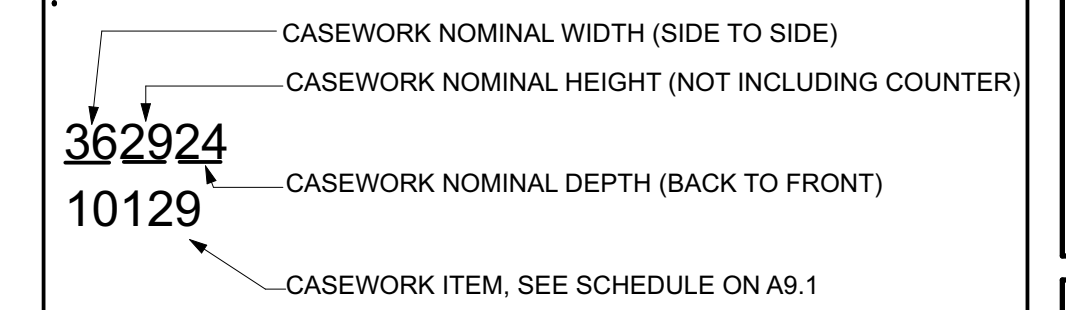 CASEWORK NOMINAL WIDTH (SIDE TO SIDE)
CASEWORK NOMINAL HEIGHT (NOT INCLUDING COUNTER)
362924
CASEWORK NOMINAL DEPTH (BACK TO FRONT)
10129
CASEWORK ITEM, SEE SCHEDULE ON A9.1